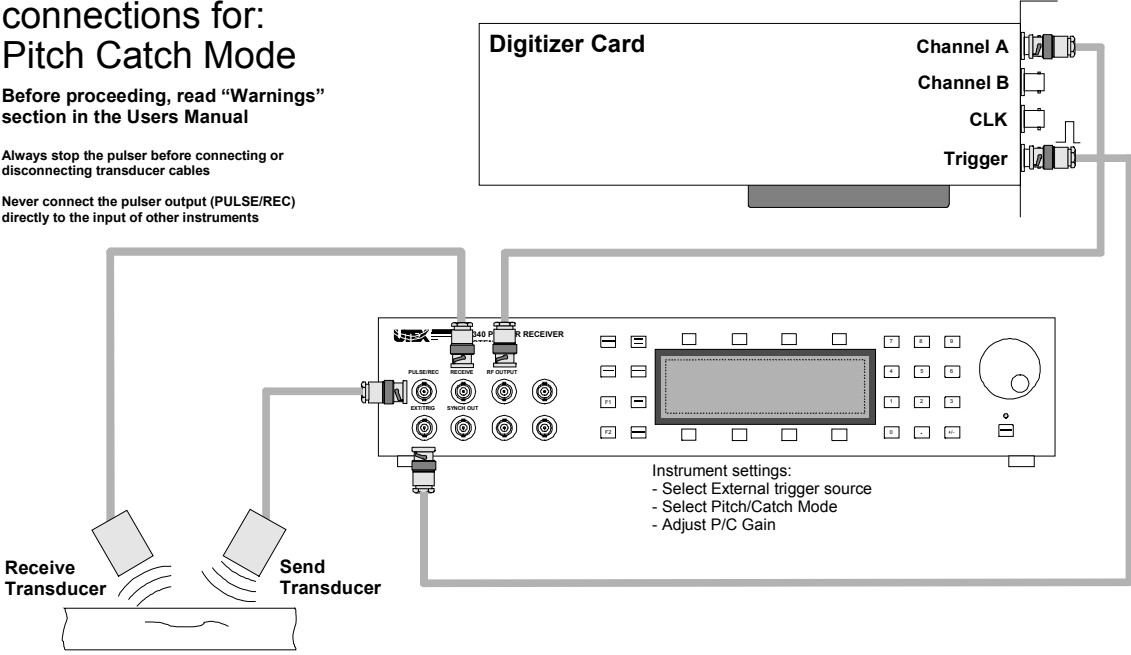 connections for:
Pitch Catch Mode
Before proceeding, read “Warnings”
section in the Users Manual
Always stop the pulser before connecting or
disconnecting transducer cables
Never connect the pulser output (PULSE/REC)
directly to the input of other instruments
Digitizer Card
Channel A
Channel B
CLK
Trigger
UTEX
340 P R RECEIVER
PULSE/REC RECEIVE RF OUTPUT
EXT/TRIG SYNCH OUT
F1
F2
7 8 9
4 5 6
1 2 3
0 . +/-
Instrument settings:
- Select External trigger source
- Select Pitch/Catch Mode
- Adjust P/C Gain
Receive
Transducer
Send
Transducer